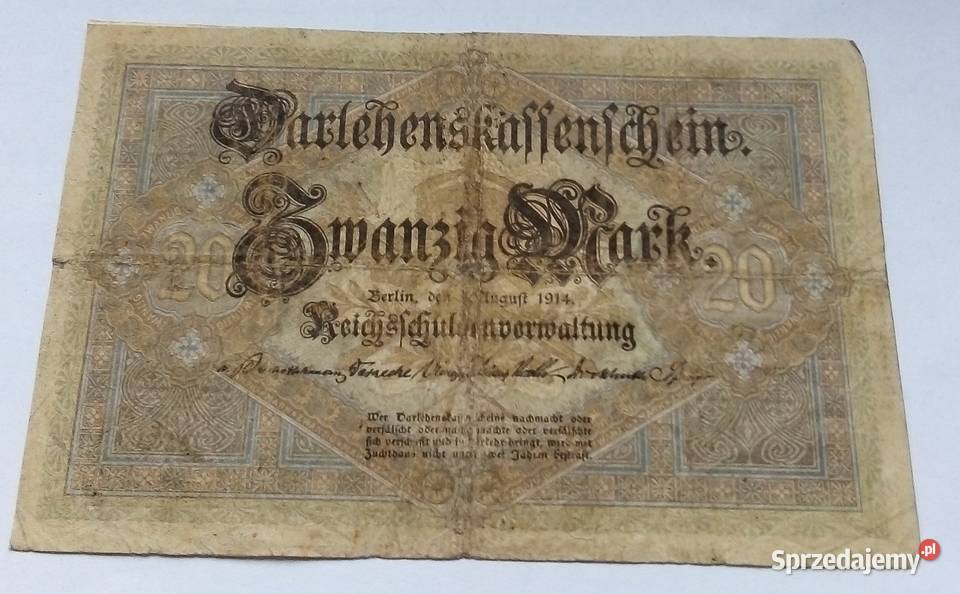 Darlehenskassenschein.
Zwanzig Mark.
20 20
Berlin, den August 1914.
Reichsschuldenverwaltung
Wer Darlehenskassenscheine nachmacht oder
verfälscht oder nachgemachte oder verfälschte
sich verschafft und in Verkehr bringt, wird mit
Zuchthaus nicht unter zwei Jahren bestraft.
Sprzedajemy.pl